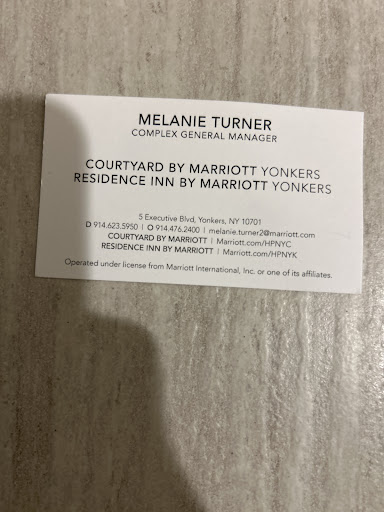 MELANIE TURNER
COMPLEX GENERAL MANAGER
COURTYARD BY MARRIOTT YONKERS
RESIDENCE INN BY MARRIOTT YONKERS
5 Executive Blvd, Yonkers, NY 10701
D 914.623.5950 | O 914.476.2400 | melanie.turner2@marriott.com
COURTYARD BY MARRIOTT | Marriott.com/HPNYC
RESIDENCE INN BY MARRIOTT | Marriott.com/HPNYK
Operated under license from Marriott International, Inc. or one of its affiliates.